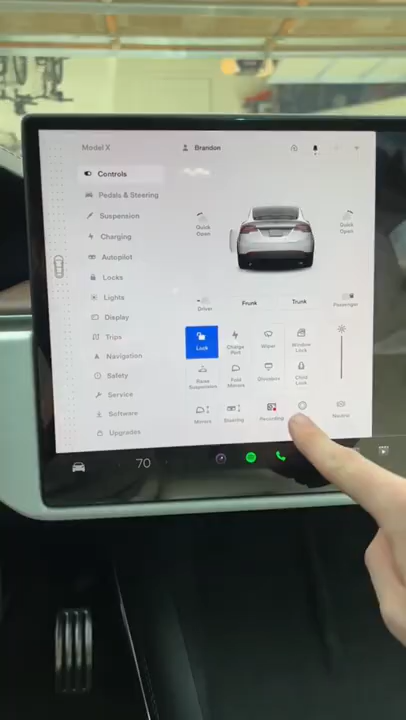 Model X
Brandon
Controls
Pedals & Steering
Suspension
Charging
Autopilot
Locks
Lights
Display
Trips
Navigation
Safety
Service
Software
Upgrades
Quick
Open
Quick
Open
Driver
Frunk
Trunk
Passenger
Lock
Charge
Port
Wiper
Window
Lock
Raise
Suspension
Fold
Mirrors
Child
Lock
Mirrors
Steering
Recording
Neutral
70